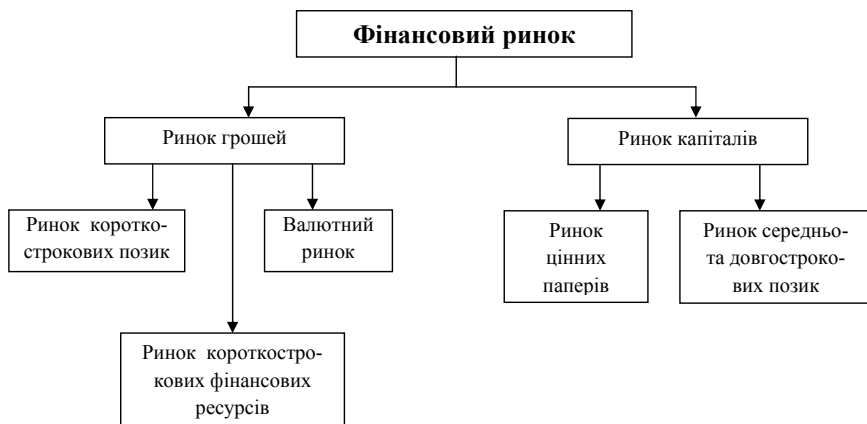 Фінансовий ринок
Ринок грошей
Ринок капіталів
Ринок коротко-
строкових позик
Валютний
ринок
Ринок
цінних
паперів
Ринок середньо-
та довгостроко-
вих позик
Ринок короткостро-
кових фінансових
ресурсів